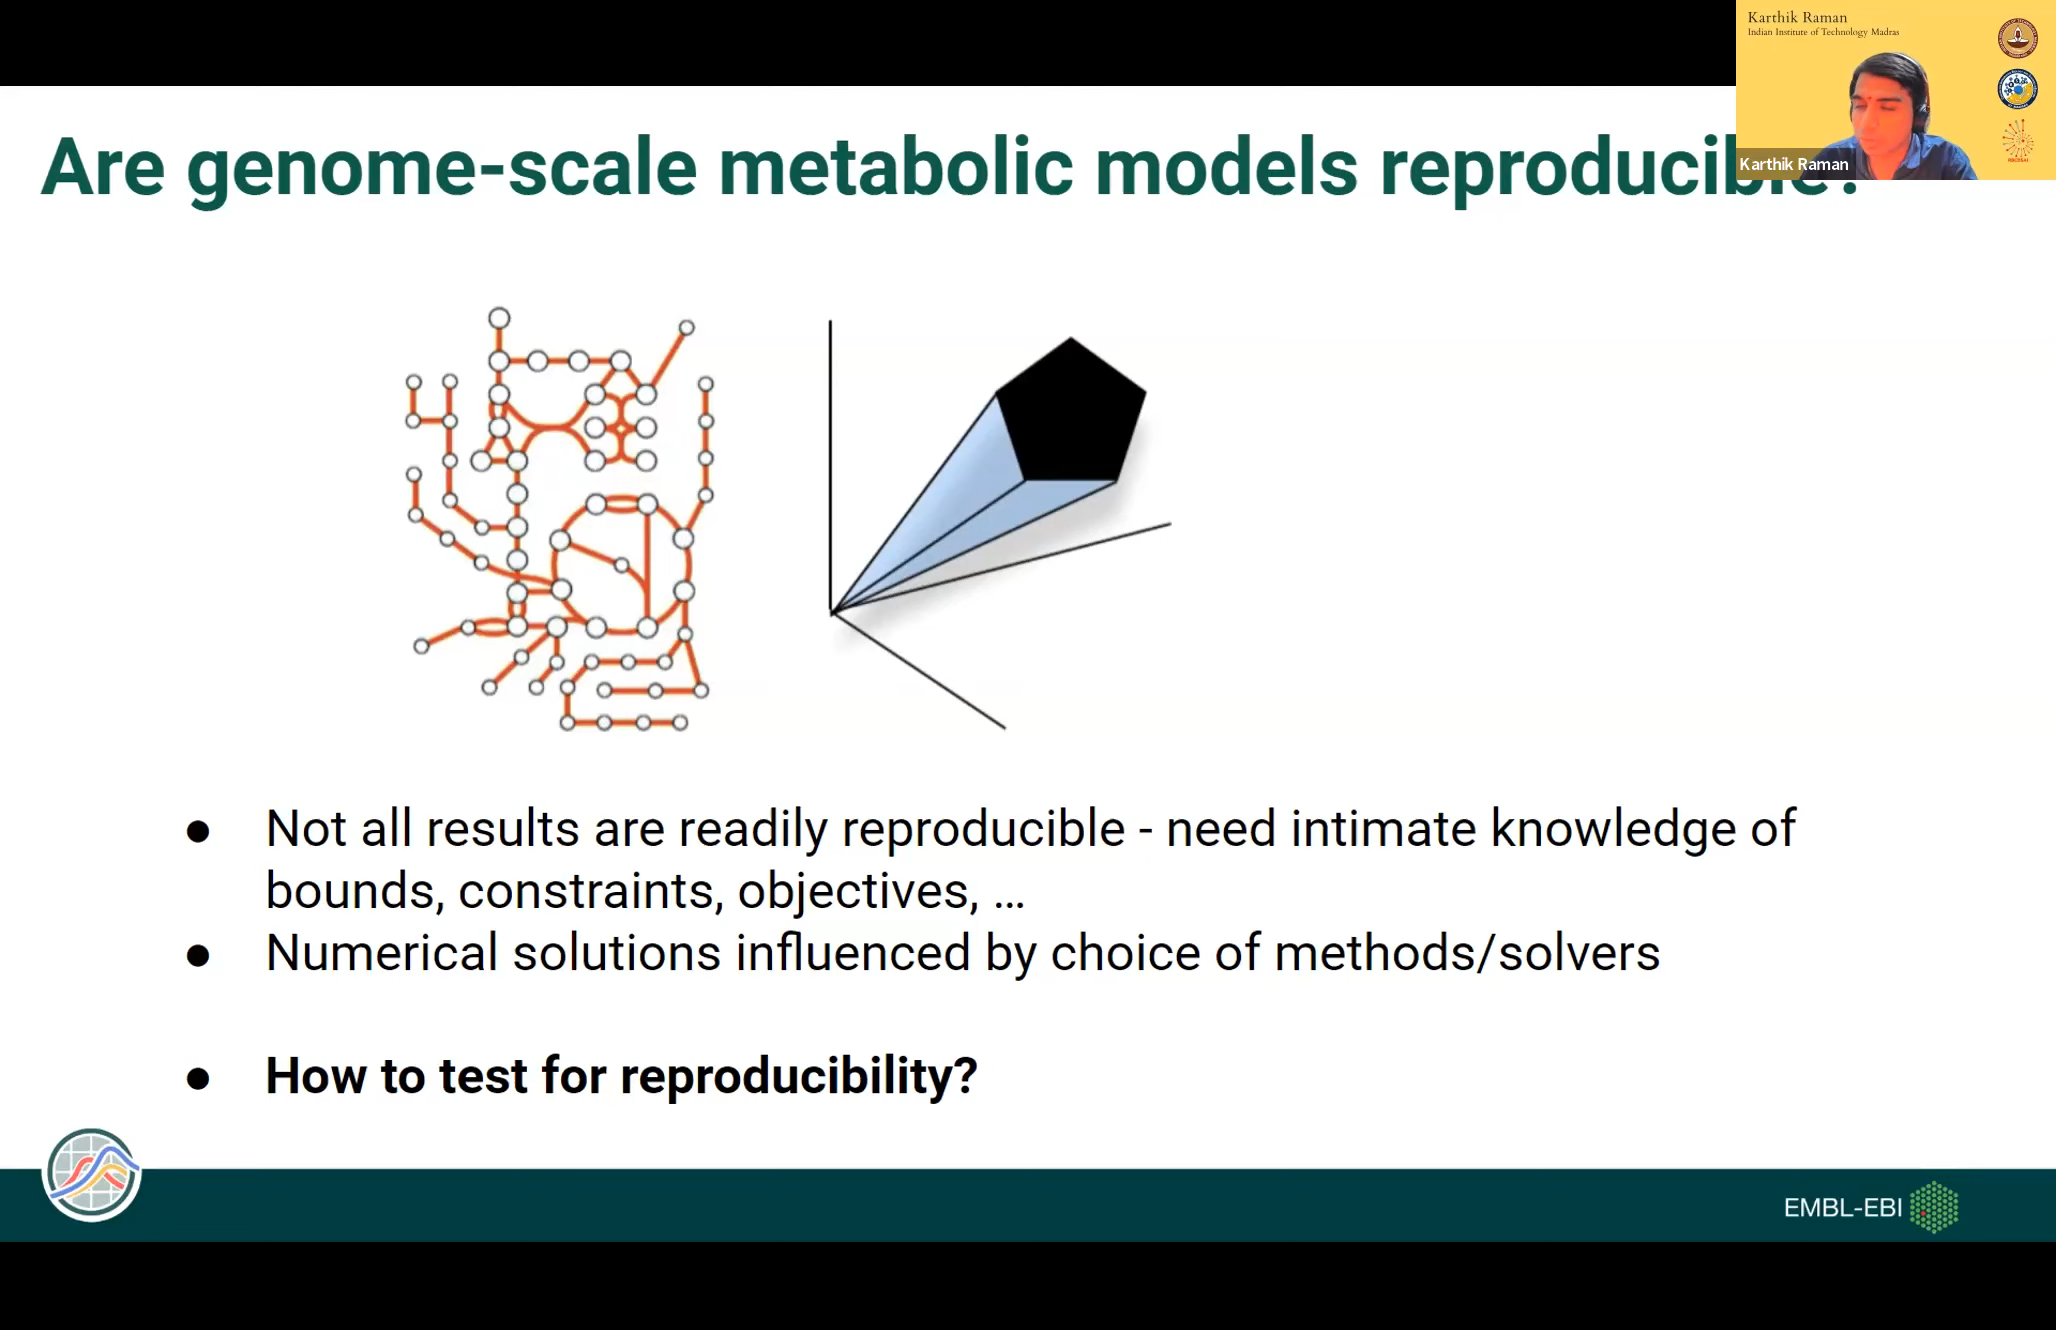 Karthik Raman
Indian Institute of Technology Madras
Karthik Raman
Are genome-scale metabolic models reproducible?
● Not all results are readily reproducible - need intimate knowledge of
bounds, constraints, objectives, ...
● Numerical solutions influenced by choice of methods/solvers
● How to test for reproducibility?
EMBL-EBI